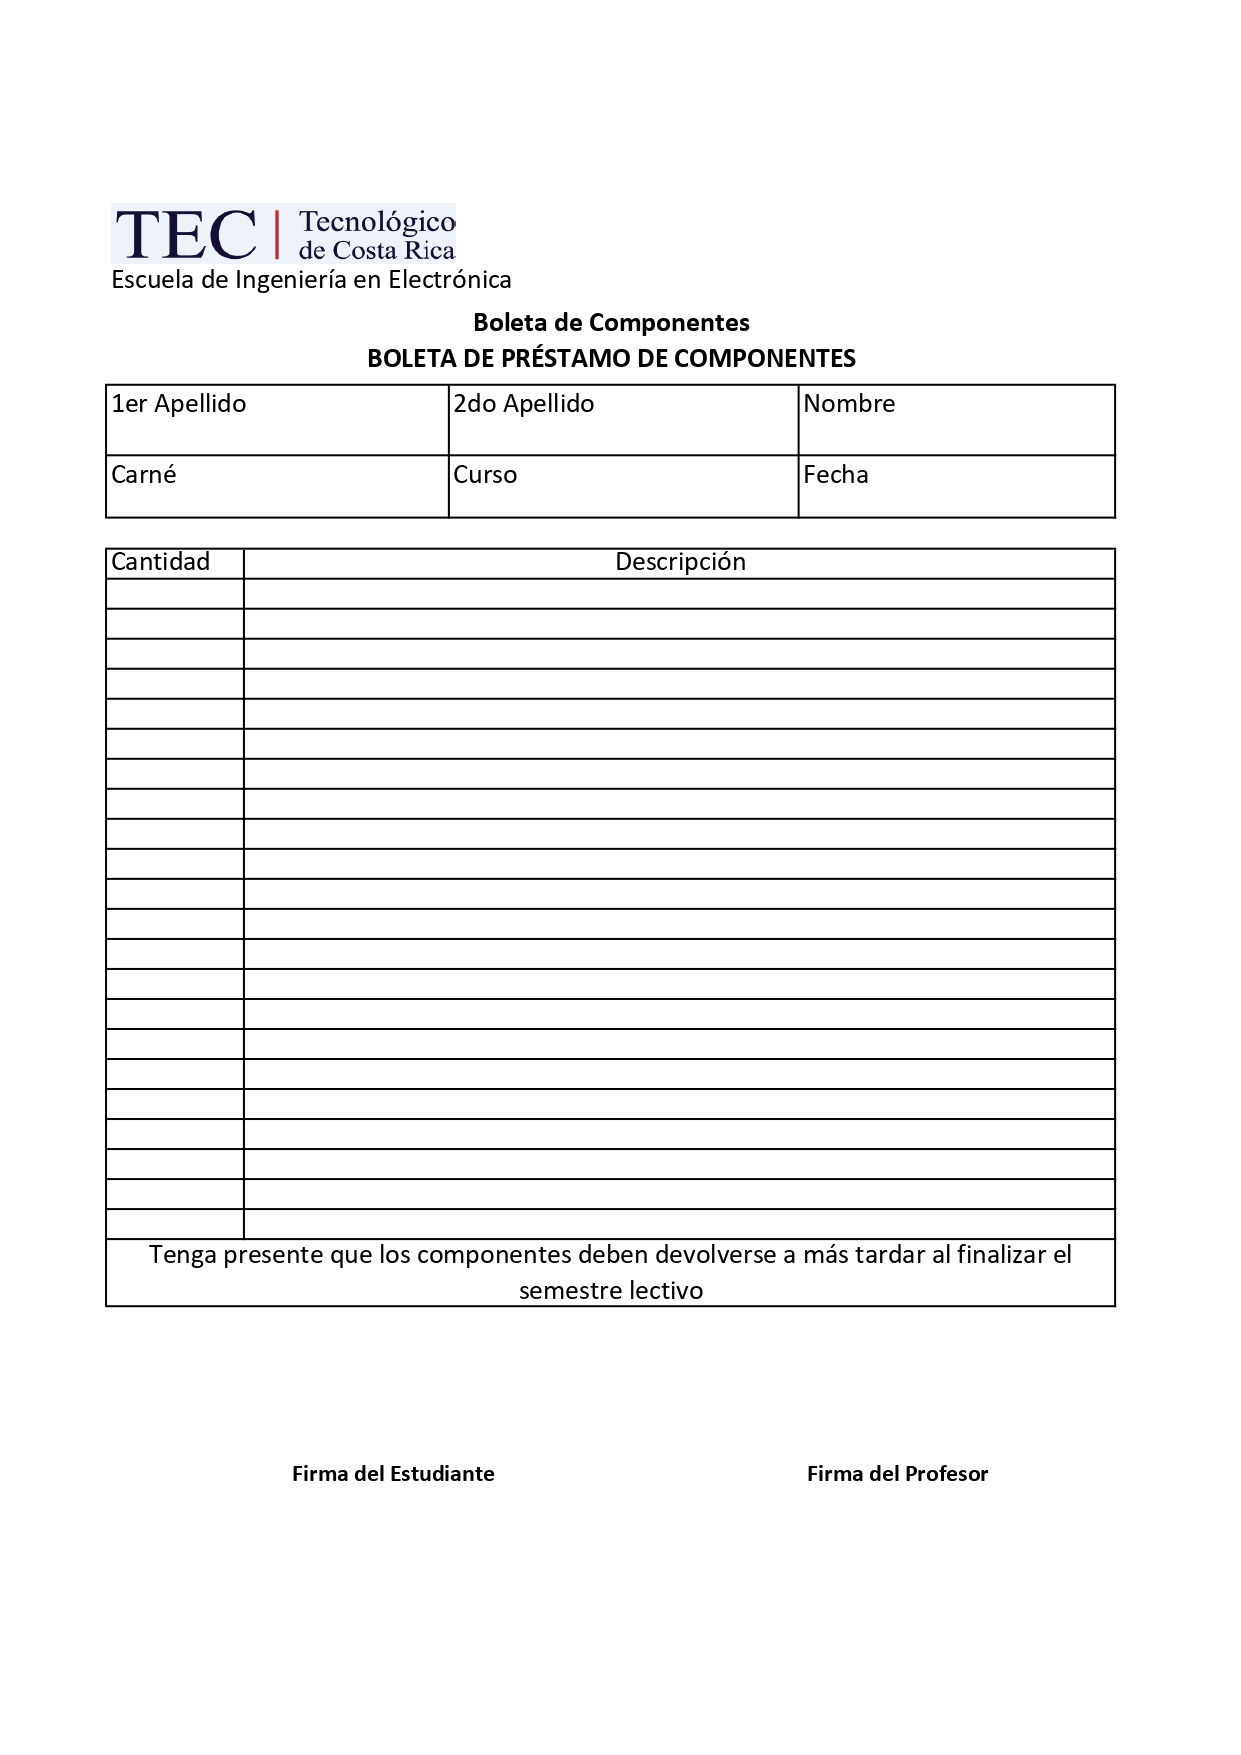 TEC | Tecnológico
de Costa Rica
Escuela de Ingeniería en Electrónica
Boleta de Componentes
BOLETA DE PRÉSTAMO DE COMPONENTES
1er Apellido 2do Apellido Nombre
Carné Curso Fecha
Cantidad Descripción
Tenga presente que los componentes deben devolverse a más tardar al finalizar el
semestre lectivo
Firma del Estudiante Firma del Profesor